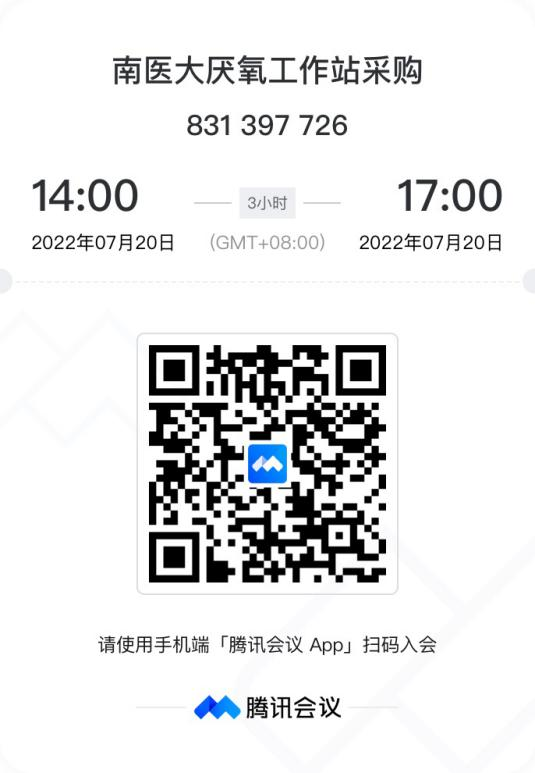 南医大厌氧工作站采购
831 397 726
14:00 3小时 17:00
2022年07月20日 (GMT+08:00) 2022年07月20日
请使用手机端「腾讯会议 App」扫码入会
腾讯会议